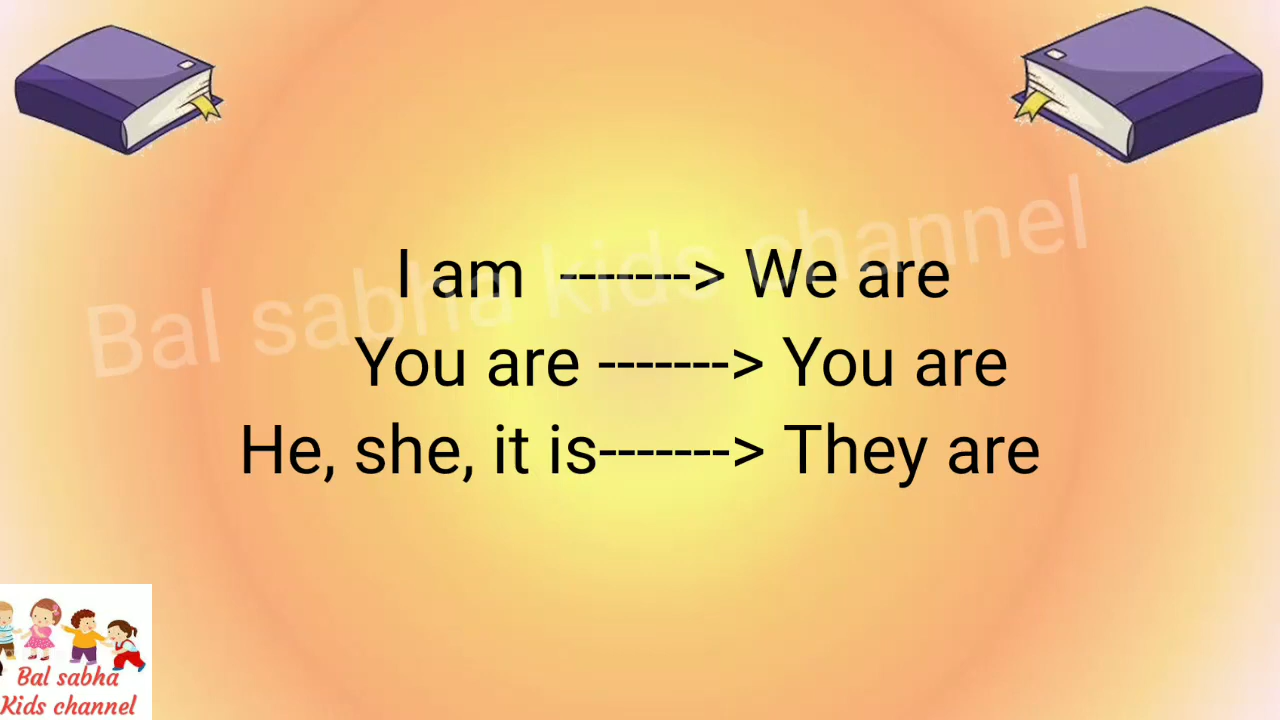 I am -------> We are
You are -------> You are
He, she, it is-------> They are
Bal sabha kids channel
Bal sabha
Kids channel